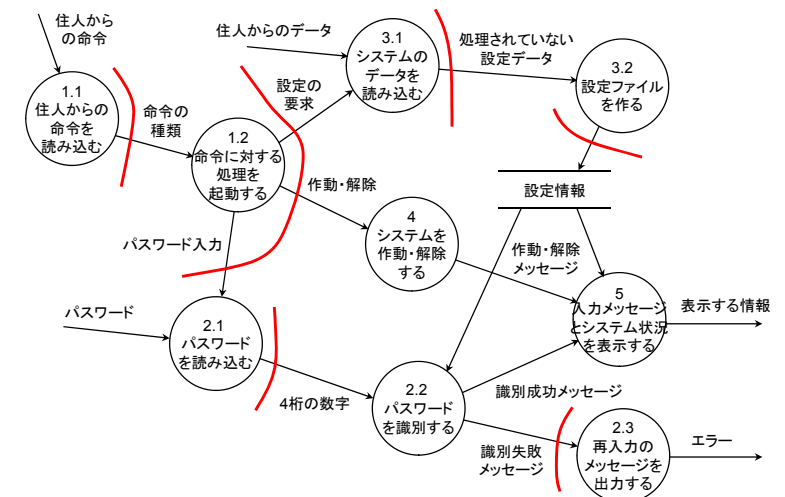 住人から
の命令
1.1
住人からの
命令を
読み込む
命令の
種類
1.2
命令に対する
処理を
起動する
住人からのデータ
設定の
要求
3.1
システムの
データを
読み込む
処理されていない
設定データ
3.2
設定ファイル
を作る
設定情報
作動・解除
4
システムを
作動・解除
する
作動・解除
メッセージ
5
入力メッセージ
とシステム状況
を表示する
表示する情報
パスワード入力
パスワード
2.1
パスワード
を読み込む
4桁の数字
2.2
パスワード
を識別する
識別成功メッセージ
識別失敗
メッセージ
2.3
再入力の
メッセージを
出力する
エラー